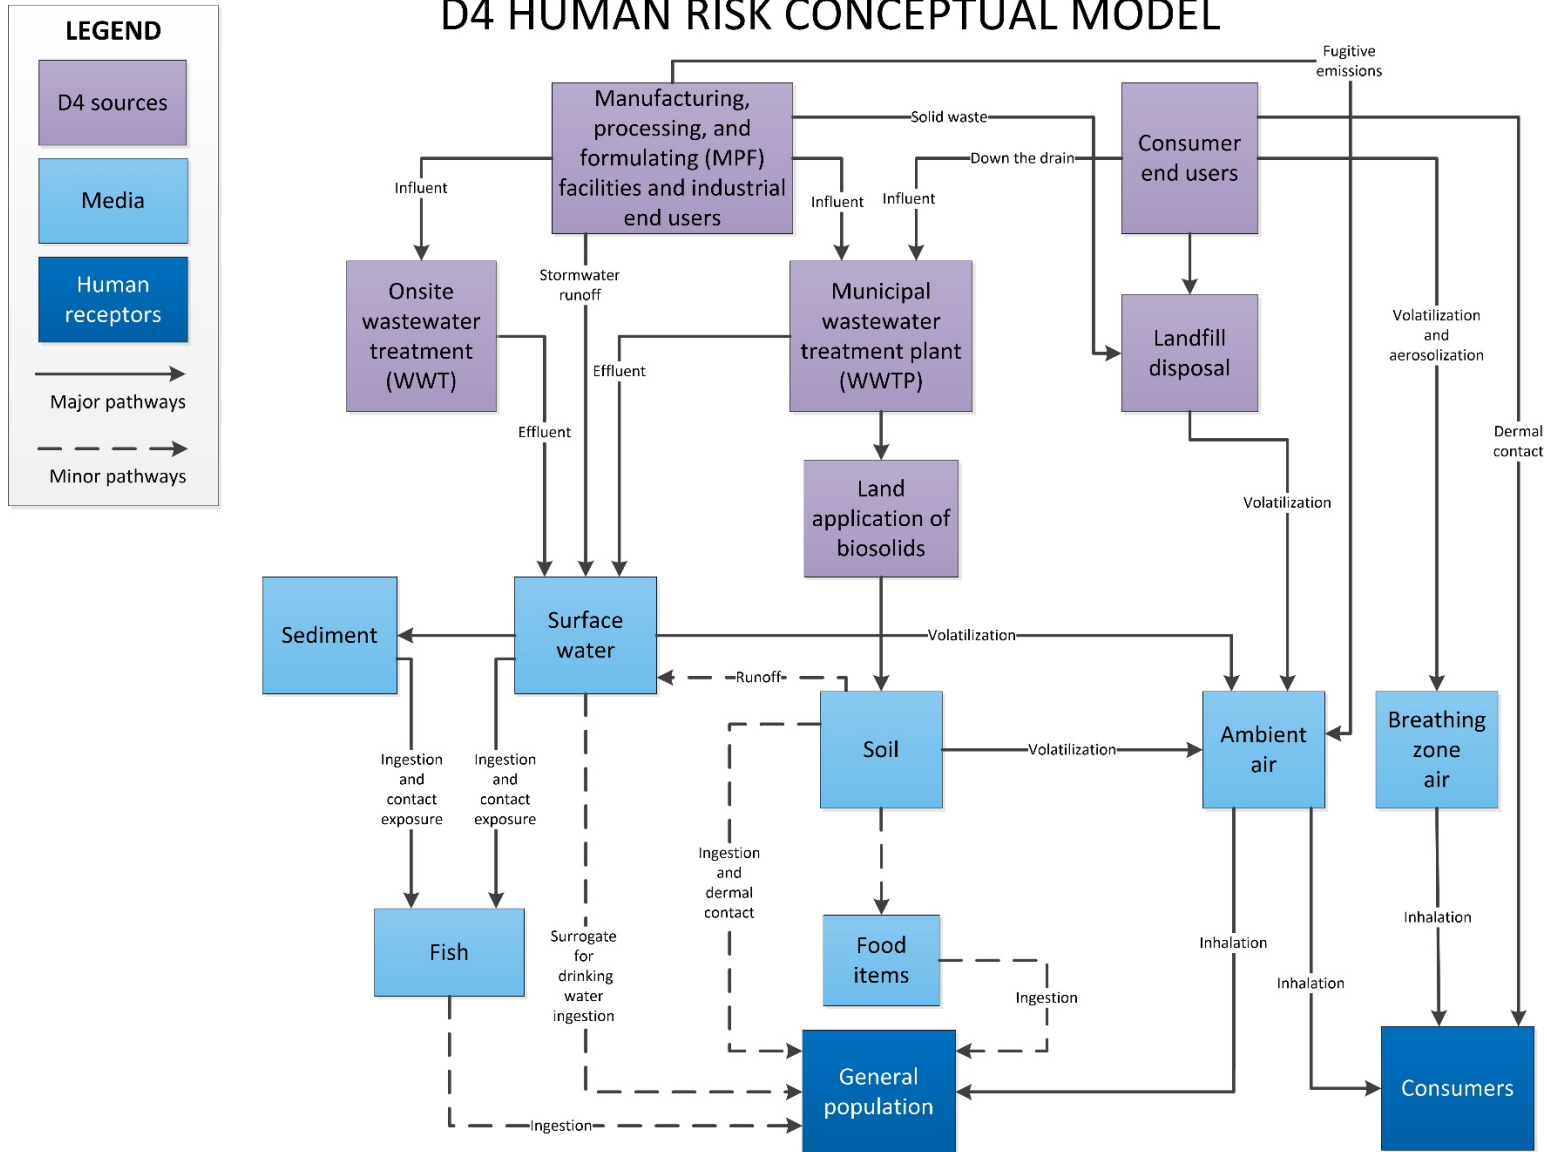 D4 HUMAN RISK CONCEPTUAL MODEL
LEGEND
D4 sources
Media
Human
receptors
Major pathways
Minor pathways
Fugitive
emissions
Manufacturing,
processing, and
formulating (MPF)
facilities and industrial
end users
Solid waste
Consumer
end users
Down the drain
Influent
Influent
Influent
Stormwater
runoff
Onsite
wastewater
treatment
(WWT)
Municipal
wastewater
treatment plant
(WWTP)
Landfill
disposal
Volatilization
and
aerosolization
Effluent
Effluent
Dermal
contact
Land
application of
biosolids
Volatilization
Sediment
Surface
water
Volatilization
Runoff
Soil
Volatilization
Ambient
air
Breathing
zone
air
Ingestion
and
contact
exposure
Ingestion
and
contact
exposure
Ingestion
and
dermal
contact
Fish
Surrogate
for
drinking
water
ingestion
Food
items
Ingestion
Inhalation
Inhalation
Inhalation
General
population
Consumers
Ingestion